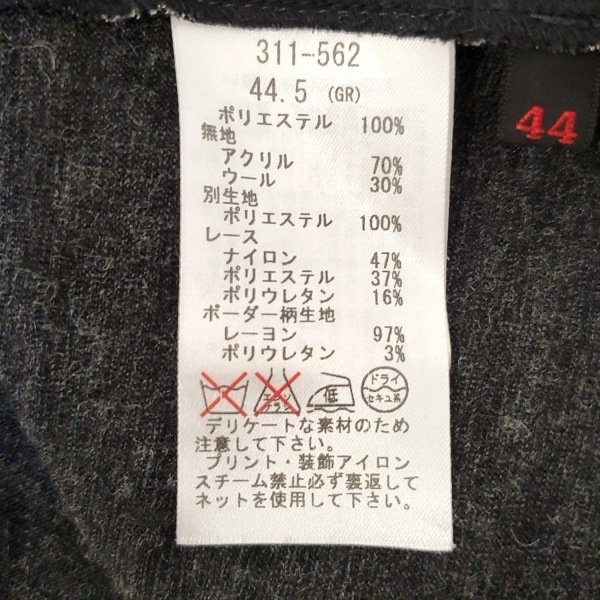 311-562
44.5 (GR)
ポリエステル 100%
無地
アクリル 70%
ウール 30%
別生地
ポリエステル 100%
レース
ナイロン 47%
ポリエステル 37%
ポリウレタン 16%
ボーダー柄生地
レーヨン 97%
ポリウレタン 3%
エンソ
サラシ
低
ドライ
セキユ系
デリケートな素材のため
注意して下さい。
プリント・装飾アイロン
スチーム禁止必ず裏返して
ネットを使用して下さい。
44